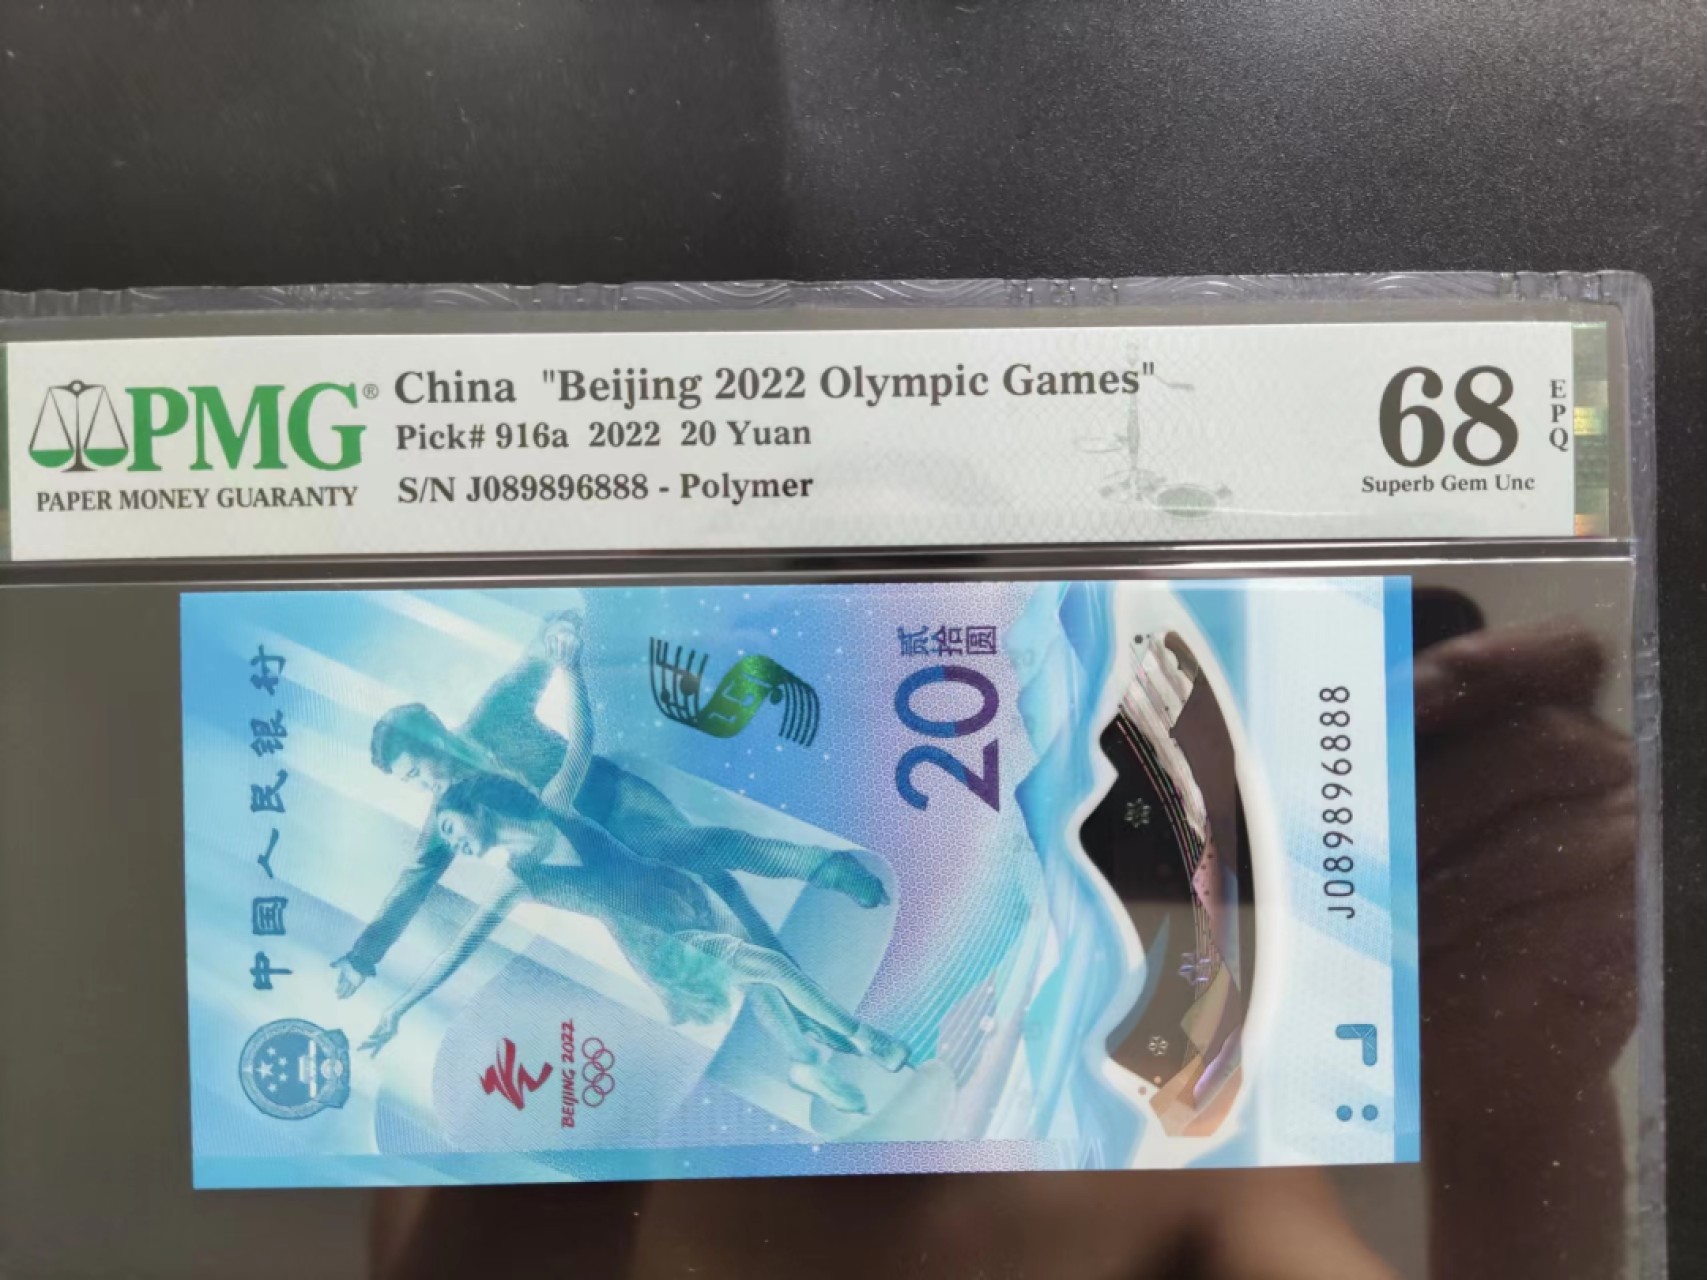 PMG®
PAPER MONEY GUARANTY
China "Beijing 2022 Olympic Games"
Pick# 916a 2022 20 Yuan
S/N J089896888 - Polymer
68
EPQ
Superb Gem Unc
中国人民银行
BEIJING 2022
20
贰拾圆
J089896888